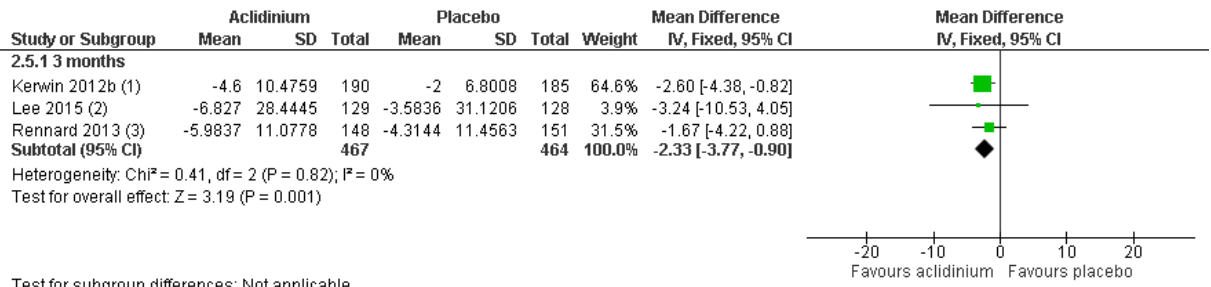 Aclidinium Placebo Mean Difference Mean Difference
Study or Subgroup Mean SD Total Mean SD Total Weight IV, Fixed, 95% CI IV, Fixed, 95% CI
2.5.1 3 months
Kerwin 2012b (1) -4.6 10.4759 190 -2 6.8008 185 64.6% -2.60 [-4.38, -0.82]
Lee 2015 (2) -6.827 28.4445 129 -3.5836 31.1206 128 3.9% -3.24 [-10.53, 4.05]
Rennard 2013 (3) -5.9837 11.0778 148 -4.3144 11.4563 151 31.5% -1.67 [-4.22, 0.88]
Subtotal (95% CI) 467 464 100.0% -2.33 [-3.77, -0.90]
Heterogeneity: Chi² = 0.41, df = 2 (P = 0.82); I² = 0%
Test for overall effect: Z = 3.19 (P = 0.001)
-20 -10 0 10 20
Favours aclidinium Favours placebo
Test for subgroup differences: Not applicable